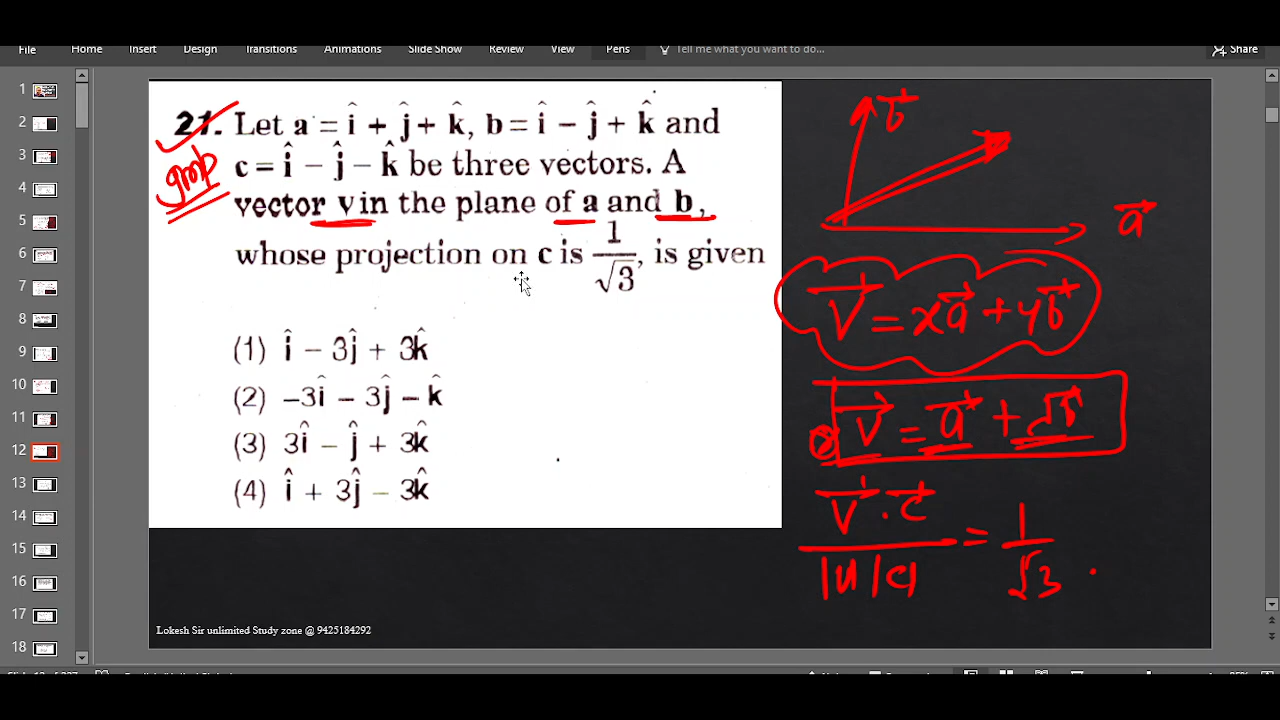 File Home Insert Design Transitions Animations Slide Show Review View Pens Tell me what you want to do... Share
1
2
3
4
5
6
7
8
9
10
11
12
13
14
15
16
17
18
21. Let a = î + ĵ + k̂, b = î − ĵ + k̂ and
Imp
c = î − ĵ − k̂ be three vectors. A
vector v in the plane of a and b,
whose projection on c is 1/√3, is given
(1) î − 3ĵ + 3k̂
(2) −3î − 3ĵ − k̂
(3) 3î − ĵ + 3k̂
(4) î + 3ĵ − 3k̂
Lokesh Sir unlimited Study zone @ 9425184292
b⃗
a⃗
V⃗ = xa⃗ + yb⃗
V⃗ = a⃗ +
V⃗ . c⃗ / = 1/√3